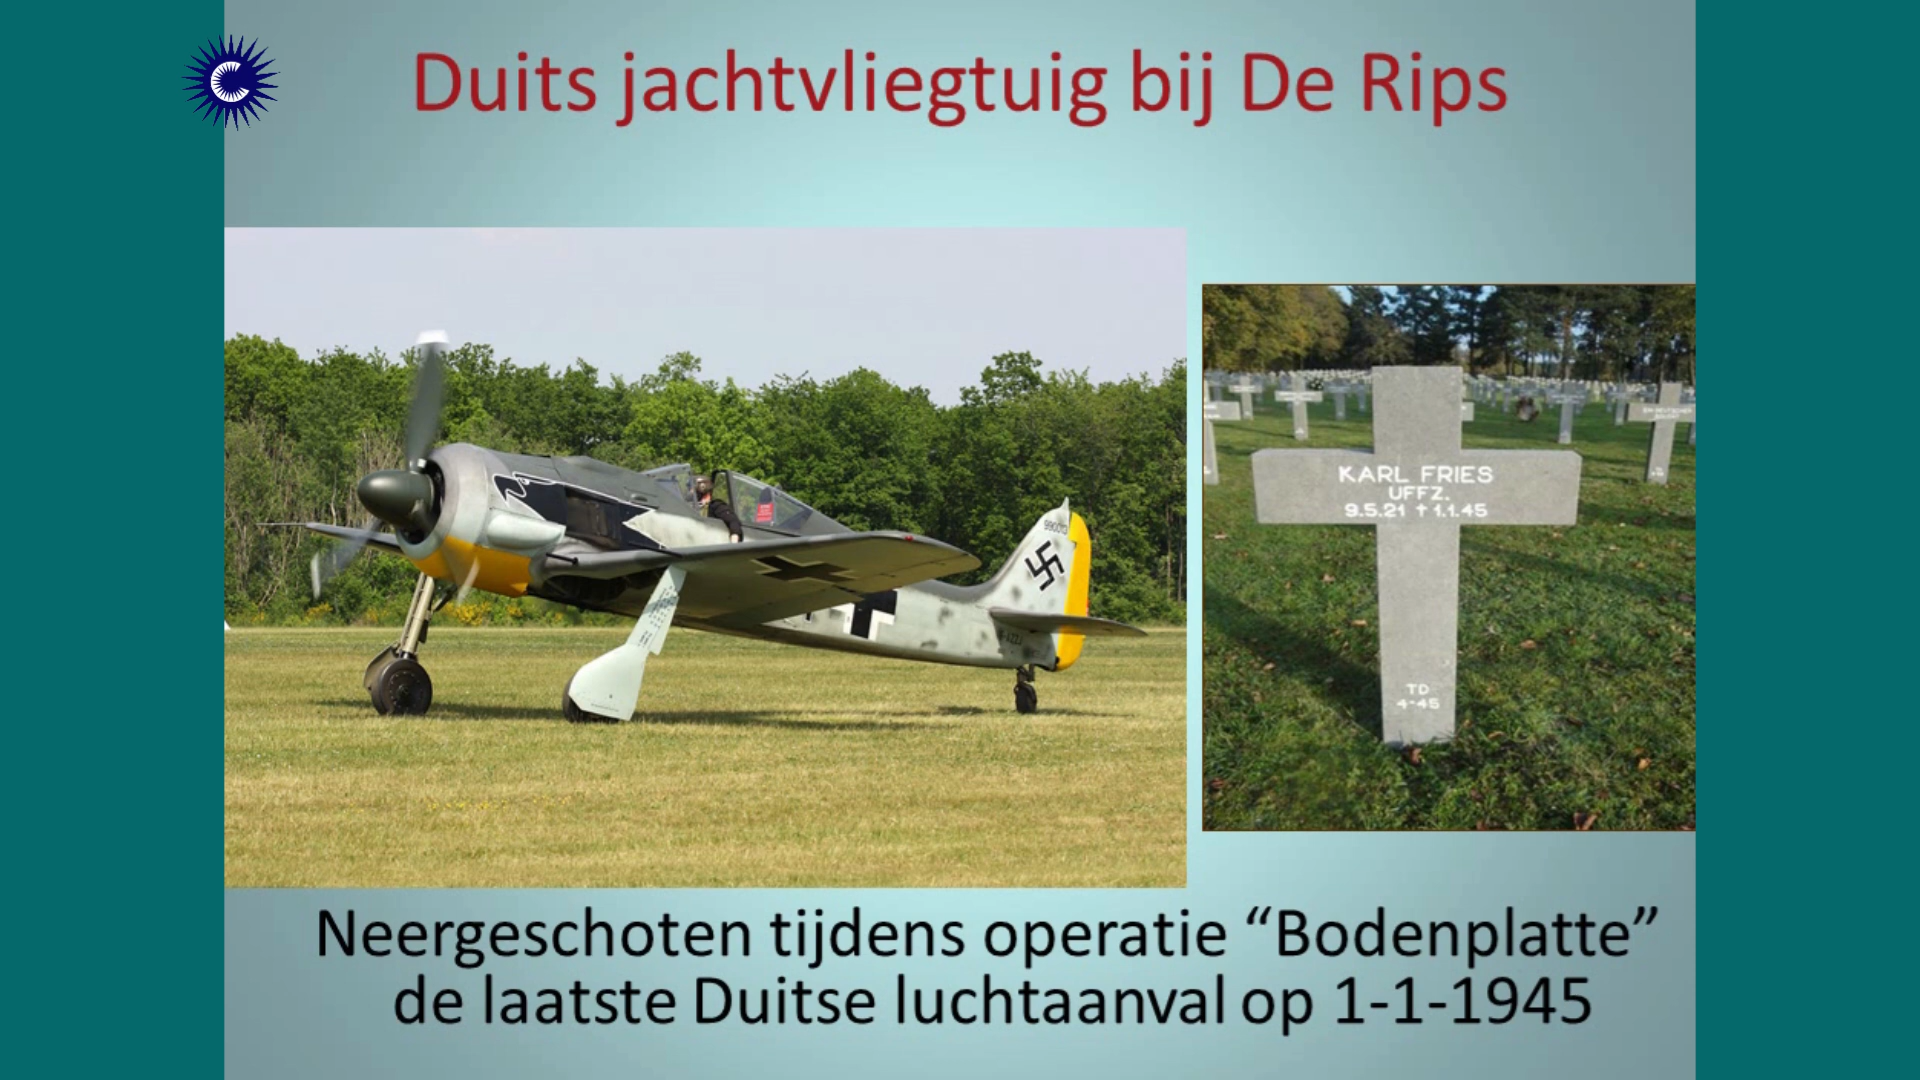 Duits jachtvliegtuig bij De Rips
990013
KARL FRIES
UFFZ.
9.5.21 † 1.1.45
TD
4-45
Neergeschoten tijdens operatie “Bodenplatte”
de laatste Duitse luchtaanval op 1-1-1945